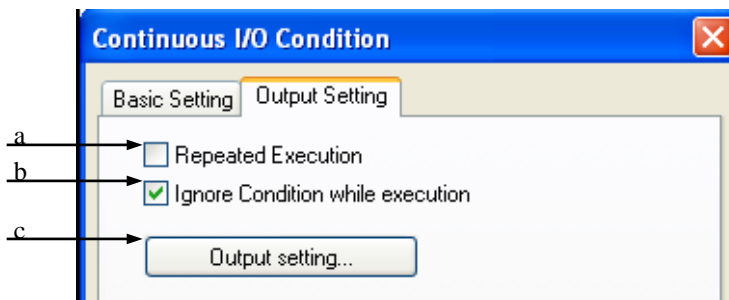 Continuous I/O Condition
Basic Setting Output Setting
a Repeated Execution
b Ignore Condition while execution
c Output setting...